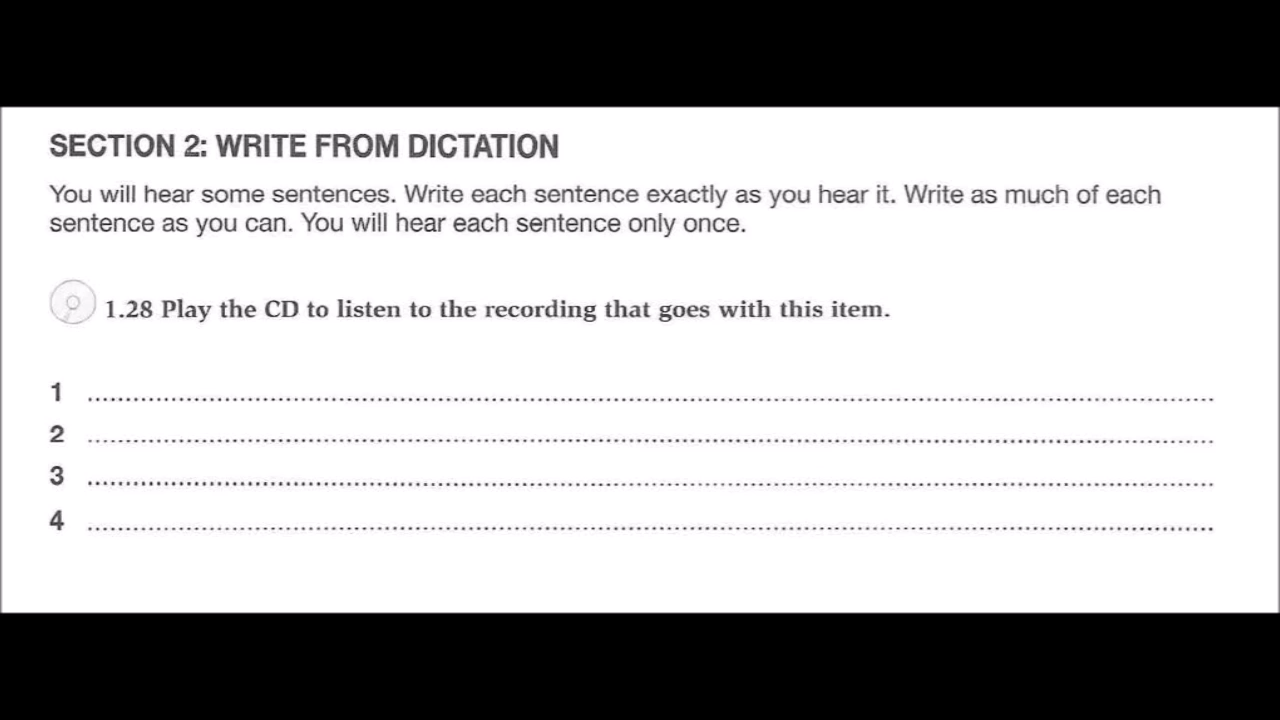 SECTION 2: WRITE FROM DICTATION
You will hear some sentences. Write each sentence exactly as you hear it. Write as much of each
sentence as you can. You will hear each sentence only once.
1.28 Play the CD to listen to the recording that goes with this item.
1 ........................................................................................................................
2 ........................................................................................................................
3 ........................................................................................................................
4 ........................................................................................................................